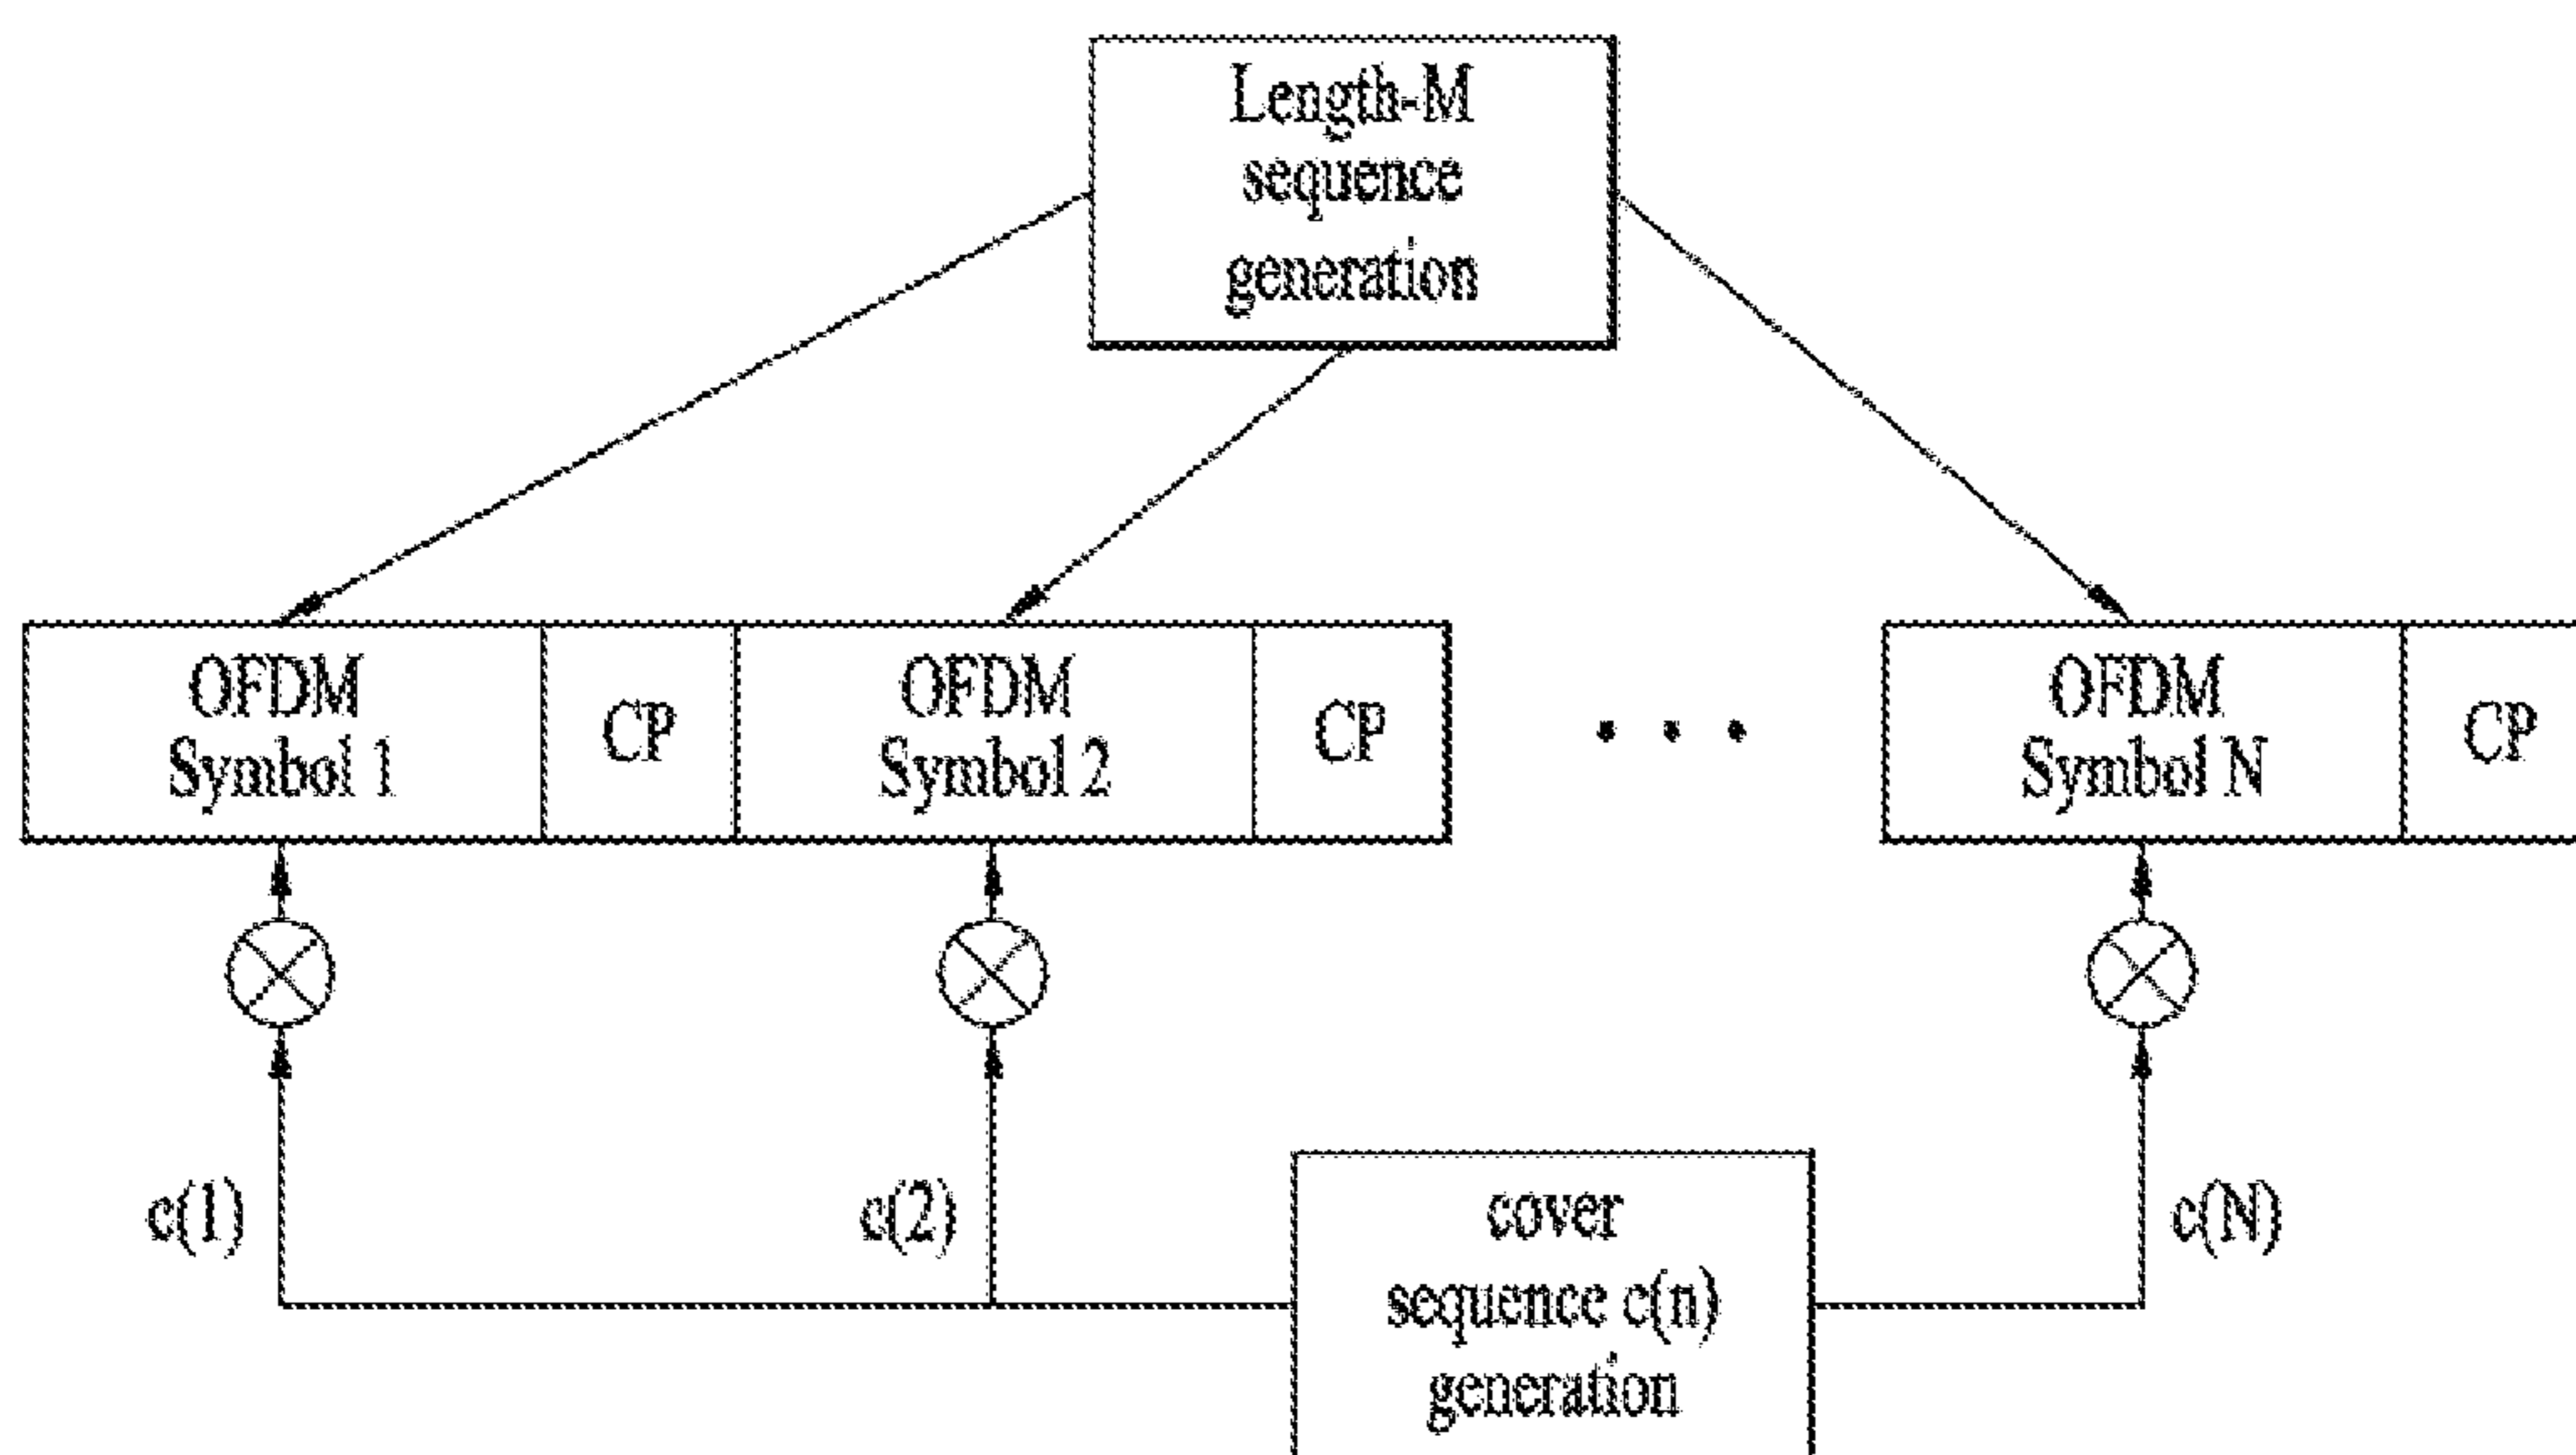 Length-M
sequence
generation
OFDM
Symbol 1
CP
OFDM
Symbol 2
CP
• • •
OFDM
Symbol N
CP
c(1)
c(2)
cover
sequence c(n)
generation
c(N)